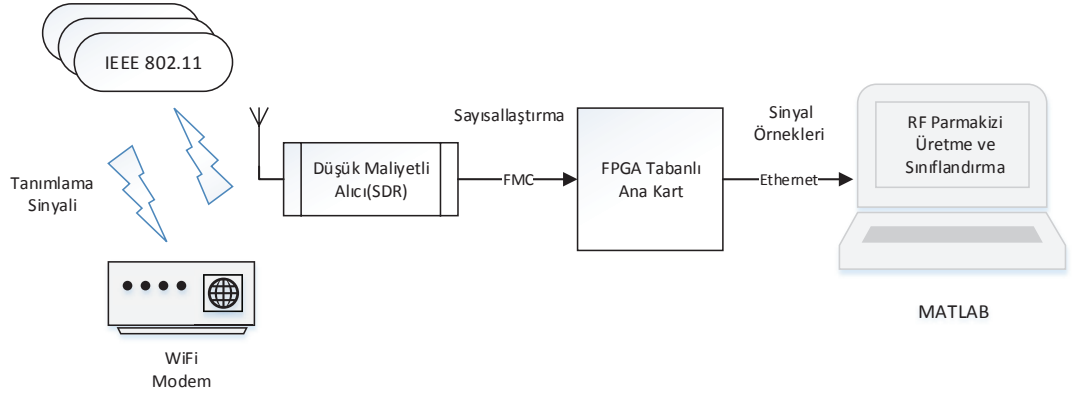 IEEE 802.11
Tanımlama
Sinyali
WiFi
Modem
Düşük Maliyetli
Alıcı(SDR)
Sayısallaştırma
FMC
FPGA Tabanlı
Ana Kart
Sinyal
Örnekleri
Ethernet
RF Parmakizi
Üretme ve
Sınıflandırma
MATLAB